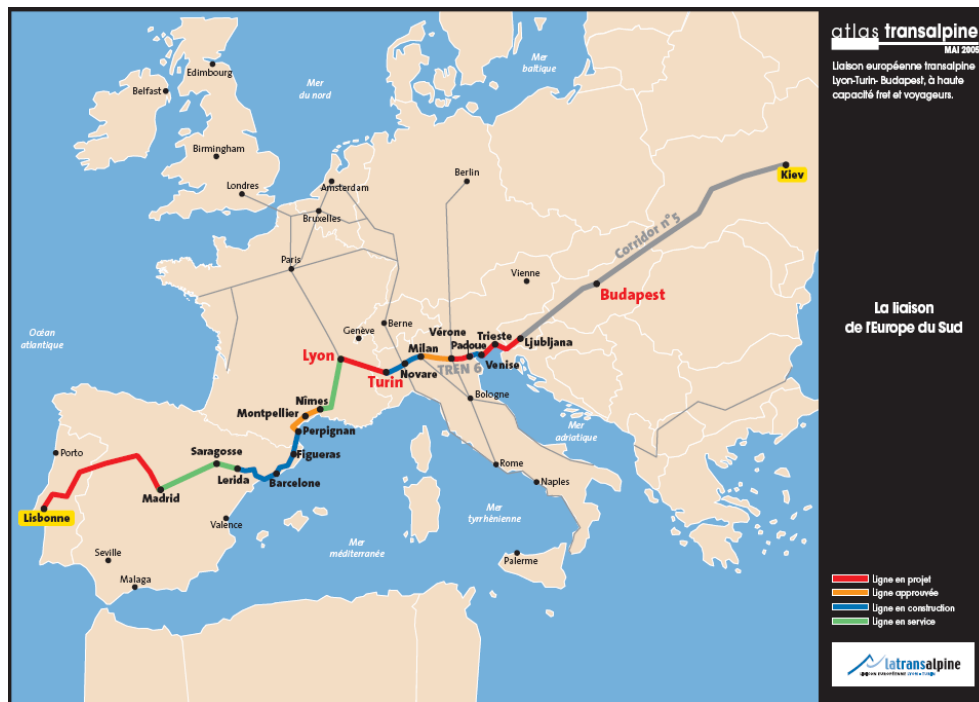 atlas transalpine
MAI 2005
Liaison européenne transalpine
Lyon-Turin- Budapest, à haute
capacité fret et voyageurs.
La liaison
de l'Europe du Sud
Ligne en projet
Ligne approuvée
Ligne en construction
Ligne en service
latransalpine
Mer
du nord
Mer
baltique
Edimbourg
Belfast
Birmingham
Londres
Amsterdam
Berlin
Bruxelles
Kiev
Corridor n°5
Paris
Vienne
Budapest
Océan
atlantique
Genève
Berne
Vérone
Trieste
Milan
Padoue
Ljubljana
Lyon
Turin
Novare
TREN 6
Venise
Bologne
Nîmes
Montpellier
Perpignan
Mer
adriatique
Porto
Saragosse
Figueras
Rome
Lerida
Barcelone
Naples
Madrid
Lisbonne
Valence
Mer
tyrrhénienne
Mer
méditerranée
Seville
Palerme
Malaga